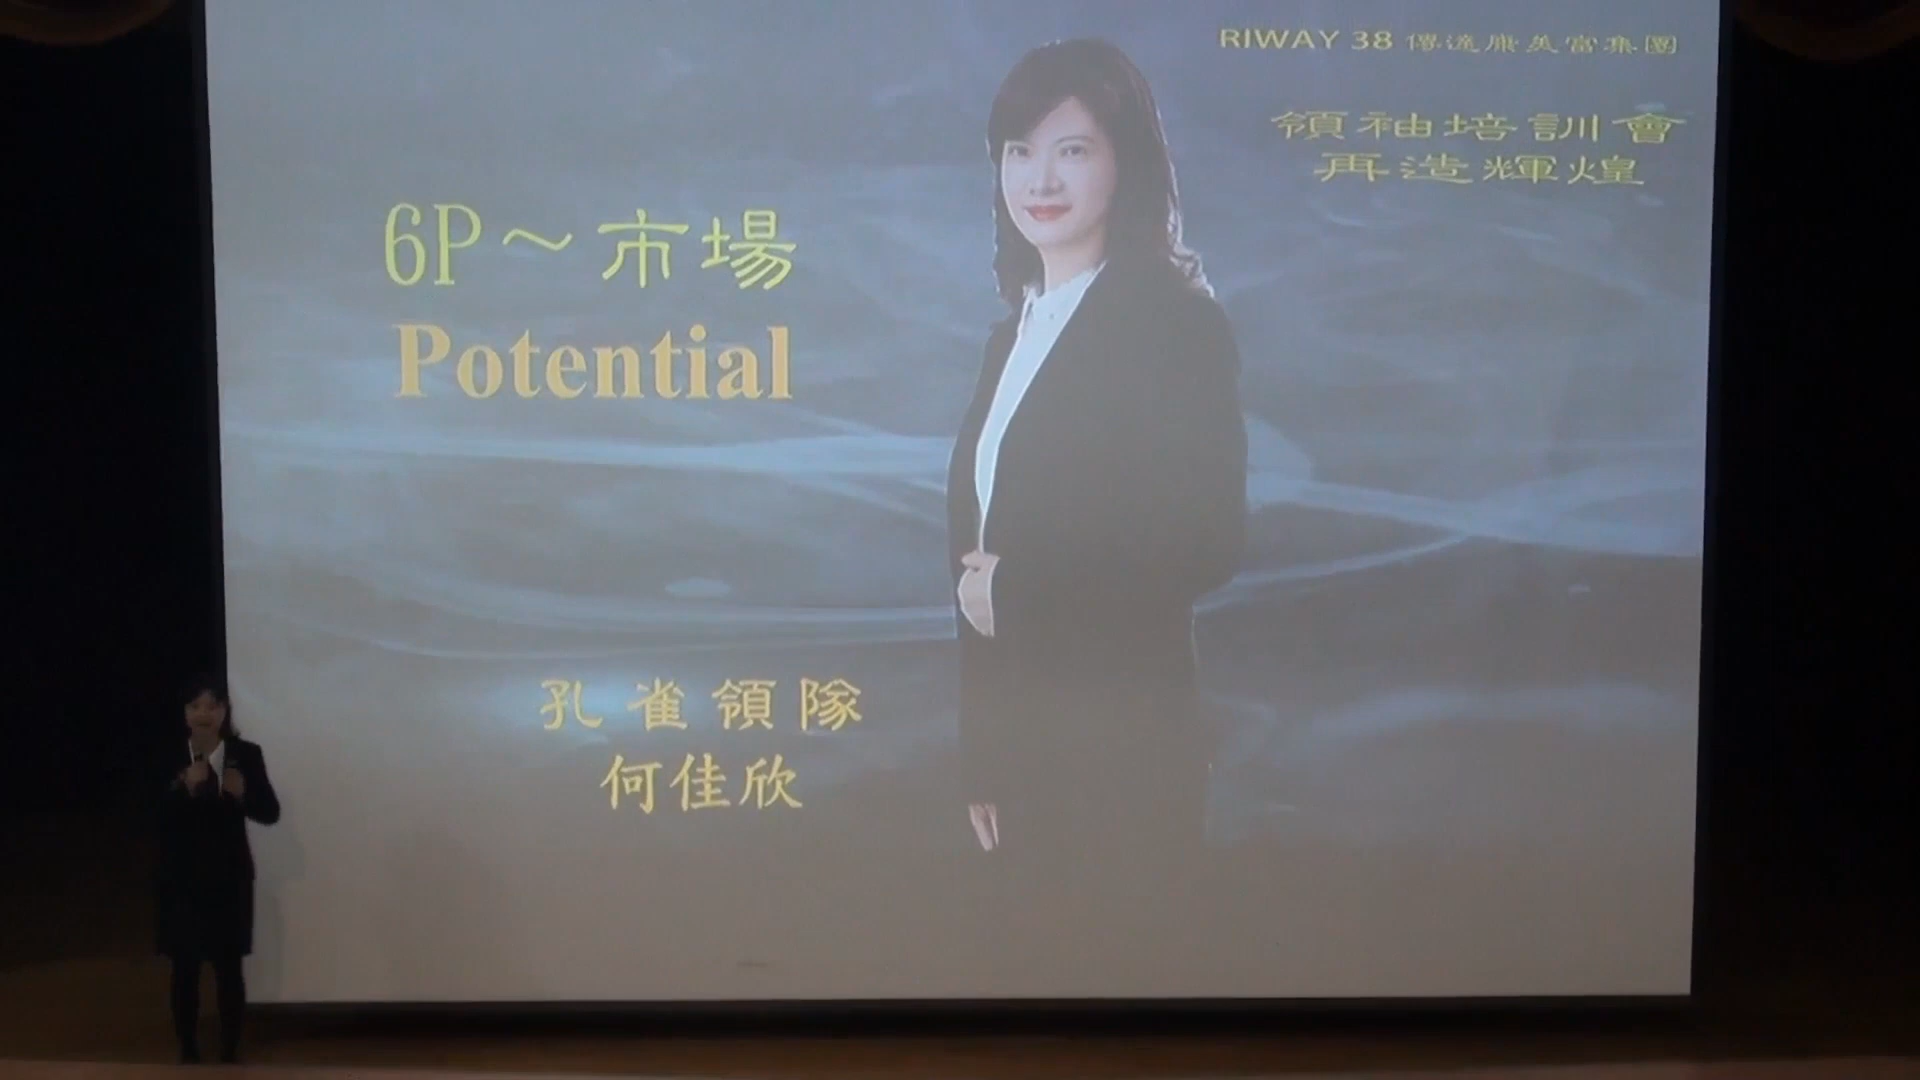 RIWAY 38 傳達康美富集團
領袖培訓會
再造輝煌
6P～市場
Potential
孔雀領隊
何佳欣